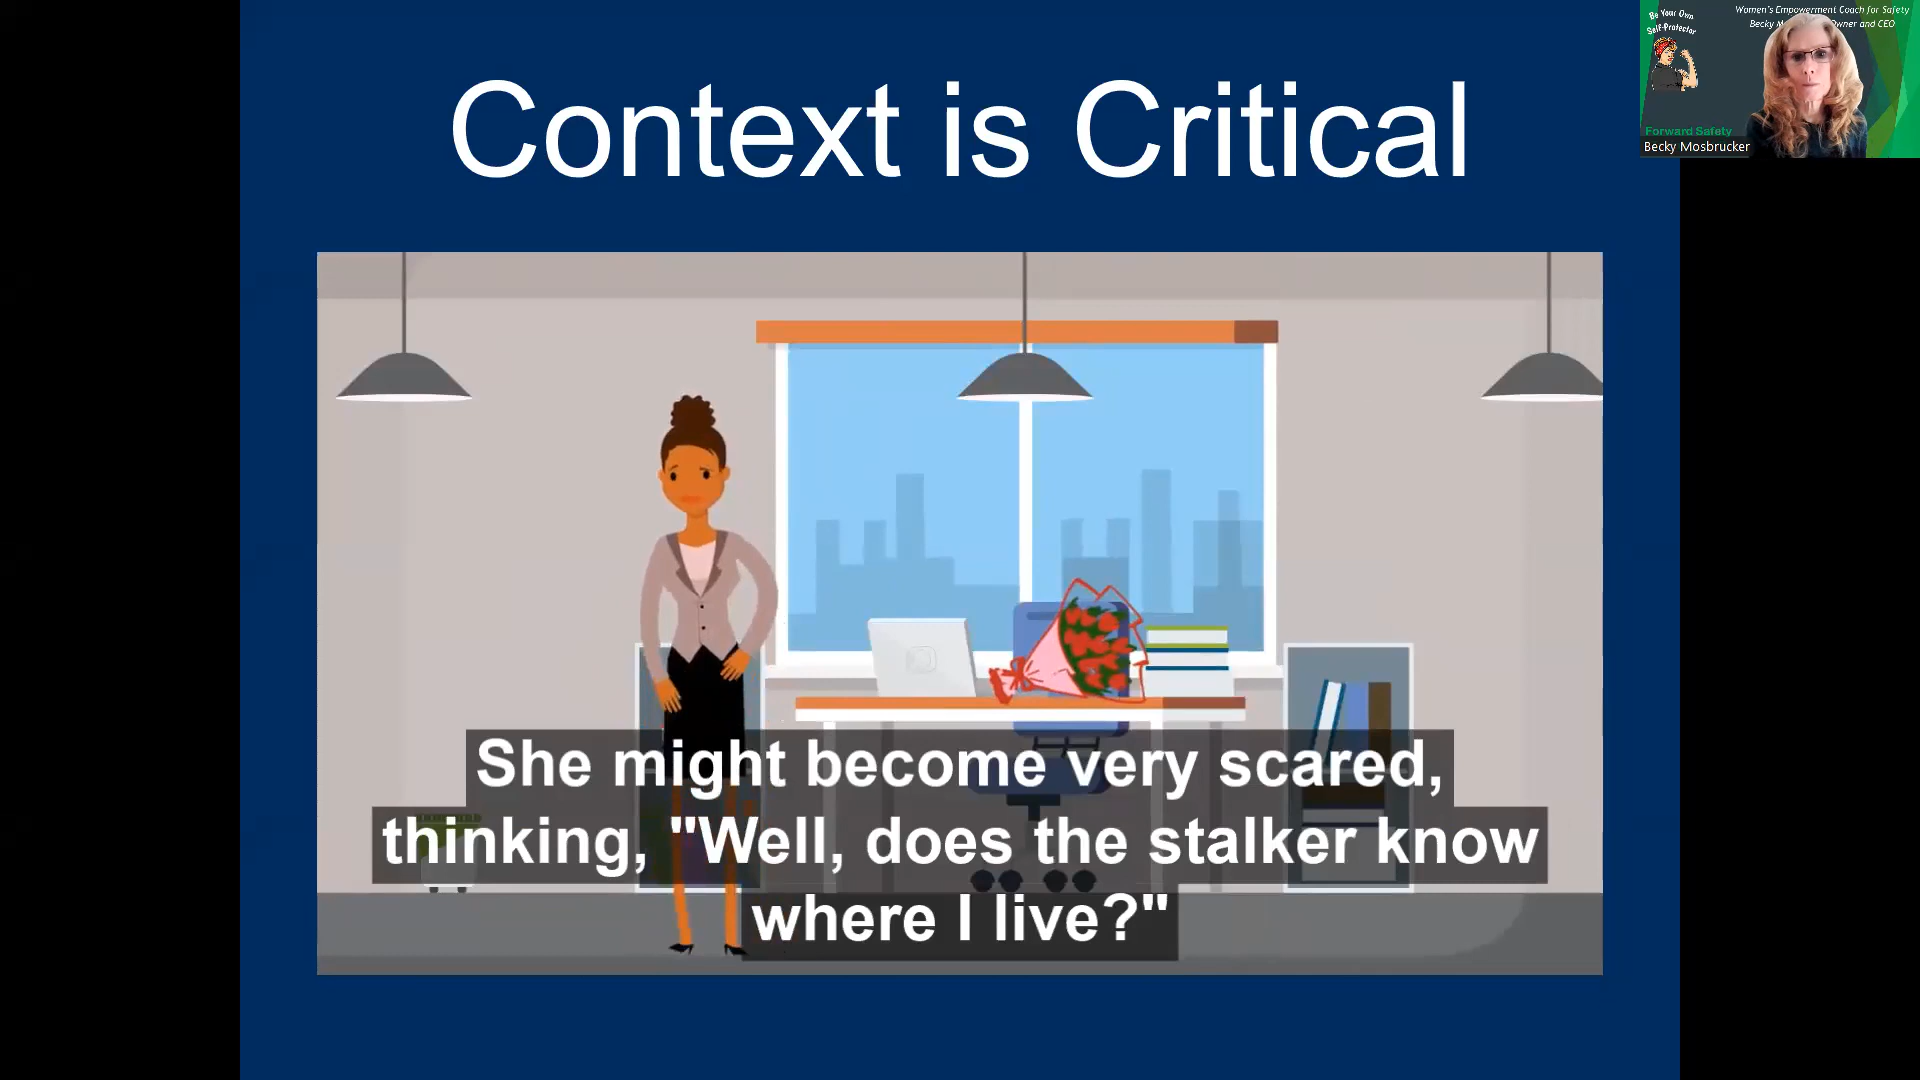 Context is Critical
She might become very scared,
thinking, "Well, does the stalker know
where I live?"
Be Your Own
Self-Protector
Women's Empowerment Coach for Safety
Becky Owner and CEO
Forward Safety
Becky Mosbrucker